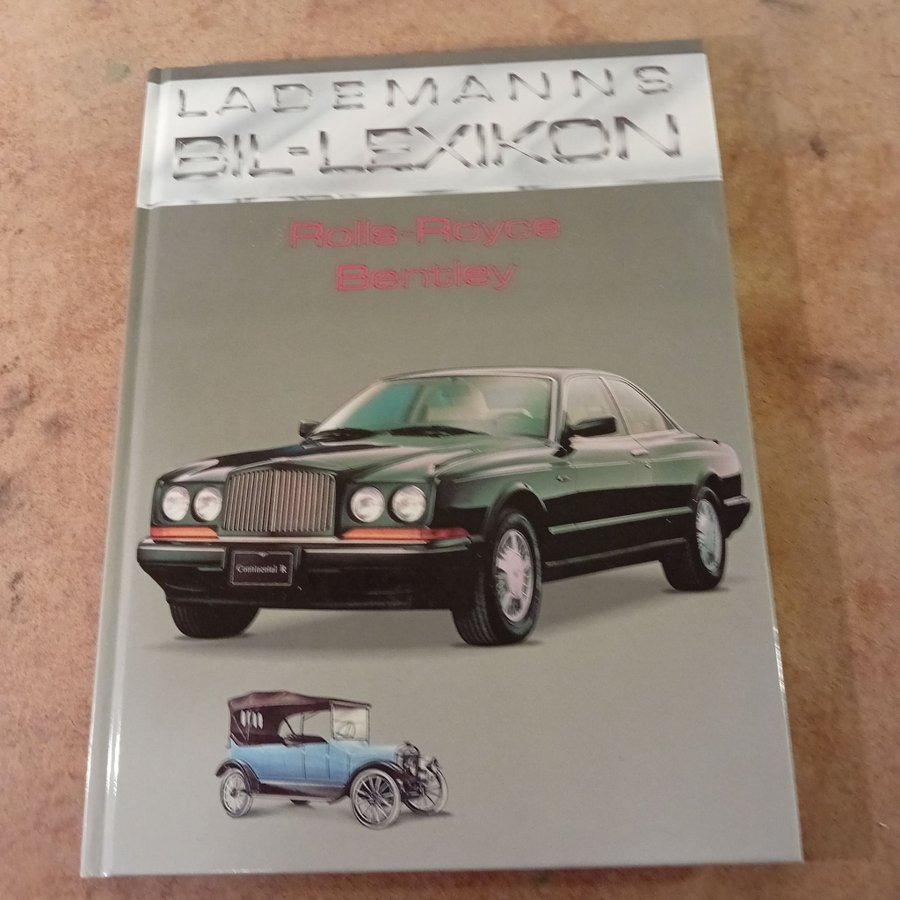 LADEMANNS
BIL-LEXIKON
Rolls-Royce
Bentley
Continental R